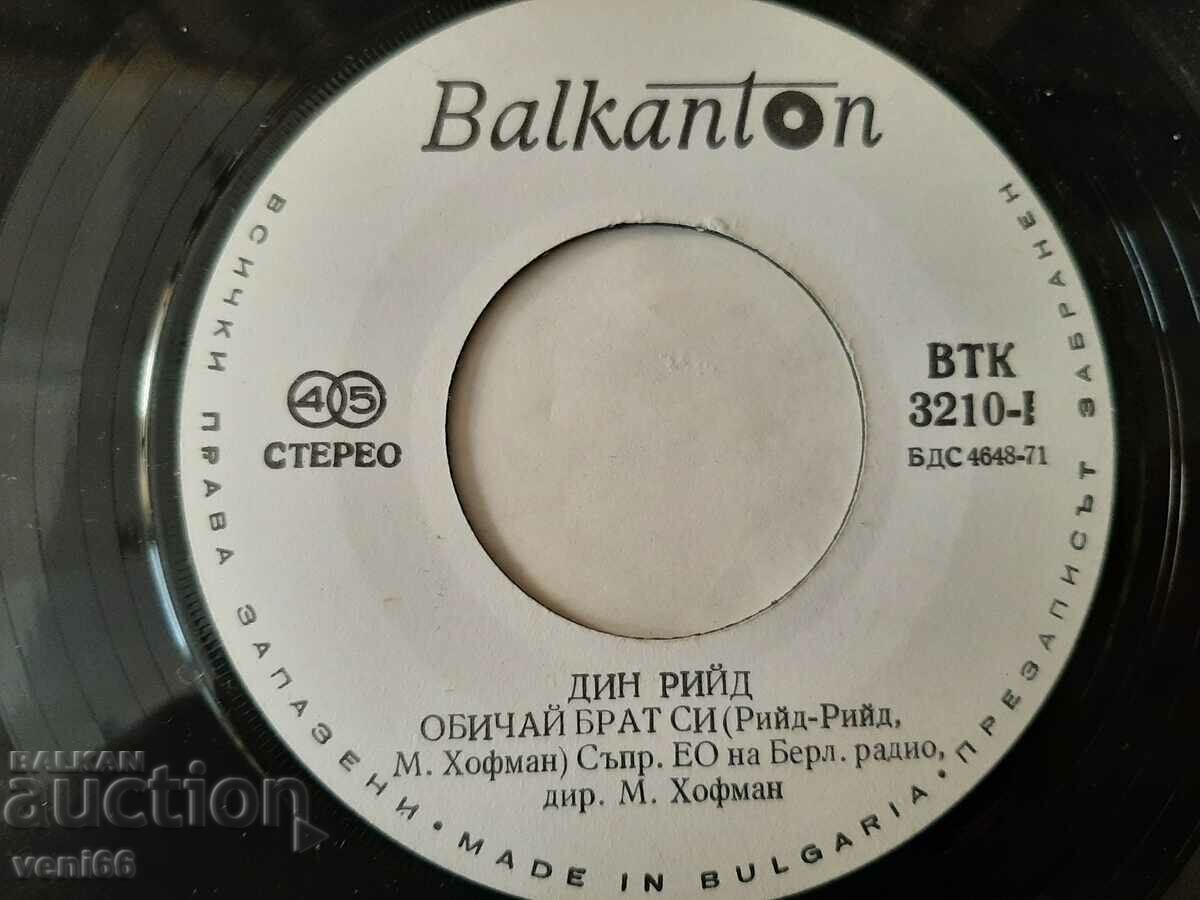 Balkanton
ВСИЧКИ ПРАВА ЗАПАЗЕНИ • MADE IN BULGARIA • ПРЕЗАПИСЪТ ЗАБРАНЕН
45
СТЕРЕО
ВТК
3210-I
БДС 4648-71
ДИН РИЙД
ОБИЧАЙ БРАТ СИ (Рийд-Рийд,
М. Хофман) Съпр. ЕО на Берл. радио,
дир. М. Хофман
BALKAN
auction
veni66